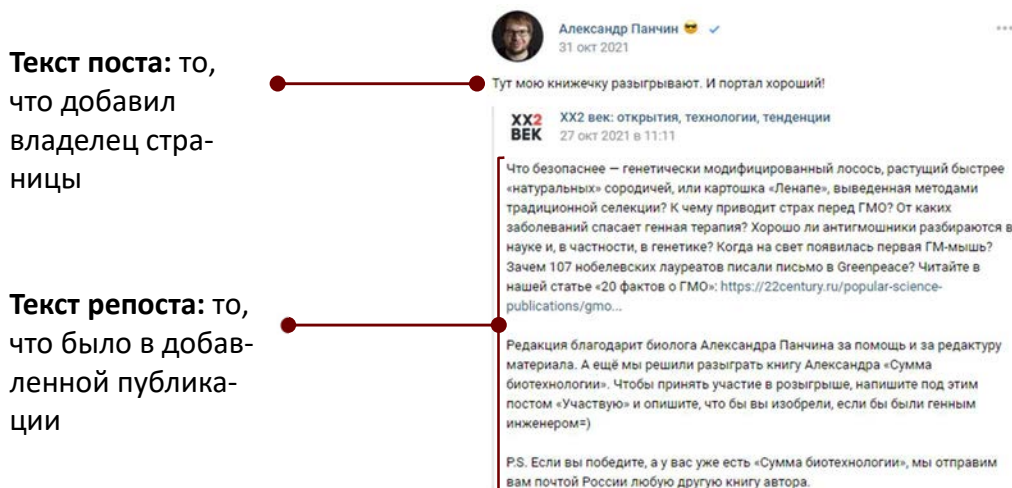 Текст поста: то,
что добавил
владелец стра-
ницы
Александр Панчин
31 окт 2021
Тут мою книжечку разыгрывают. И портал хороший!
XX2
ВЕК
XX2 век: открытия, технологии, тенденции
27 окт 2021 в 11:11
Текст репоста: то,
что было в добав-
ленной публика-
ции
Что безопаснее — генетически модифицированный лосось, растущий быстрее
«натуральных» сородичей, или картошка «Ленапе», выведенная методами
традиционной селекции? К чему приводит страх перед ГМО? От каких
заболеваний спасает генная терапия? Хорошо ли антигмошники разбираются в
науке и, в частности, в генетике? Когда на свет появилась первая ГМ-мышь?
Зачем 107 нобелевских лауреатов писали письмо в Greenpeace? Читайте в
нашей статье «20 фактов о ГМО»: https://22century.ru/popular-science-
publications/gmo...
Редакция благодарит биолога Александра Панчина за помощь и за редактуру
материала. А ещё мы решили разыграть книгу Александра «Сумма
биотехнологии». Чтобы принять участие в розыгрыше, напишите под этим
постом «Участвую» и опишите, что бы вы изобрели, если бы были генным
инженером=)
P.S. Если вы победите, а у вас уже есть «Сумма биотехнологии», мы отправим
вам почтой России любую другую книгу автора.